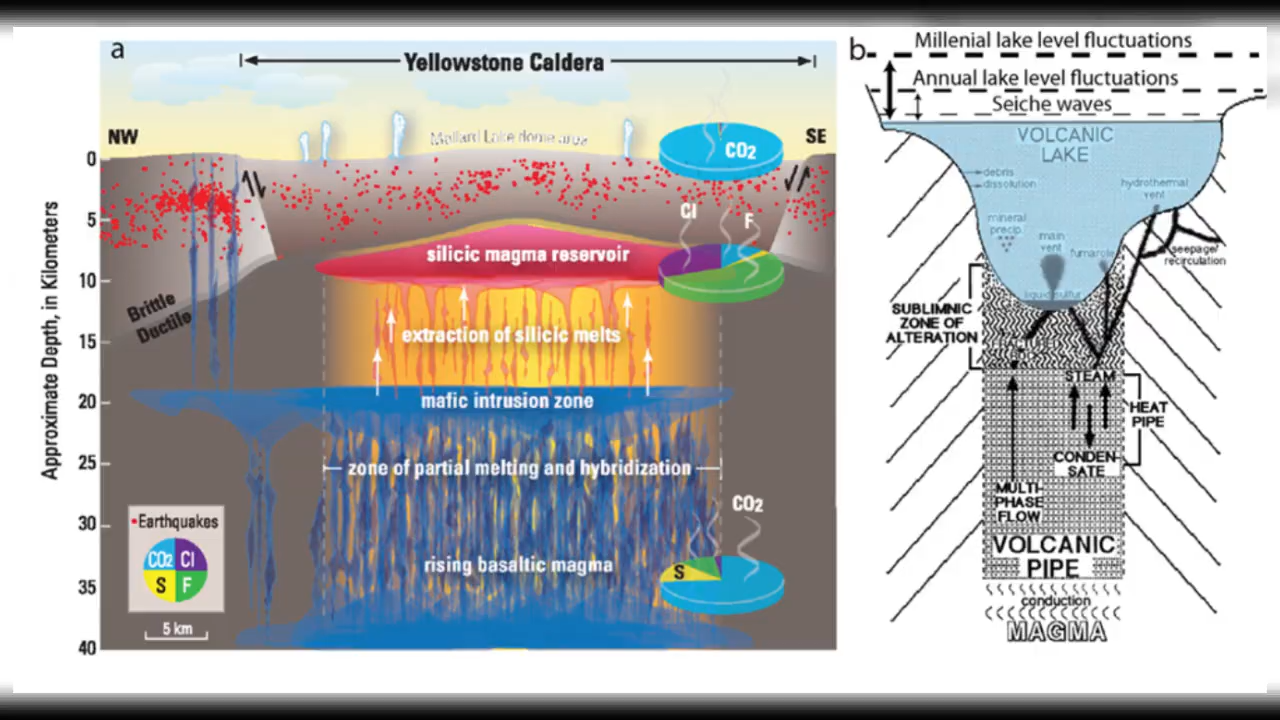 a
Yellowstone Caldera
NW
Mallard Lake dome area
SE
CO2
0
5
10
15
20
25
30
35
40
Approximate Depth, in Kilometers
Cl
F
silicic magma reservoir
Brittle
Ductile
extraction of silicic melts
mafic intrusion zone
zone of partial melting and hybridization
CO2
rising basaltic magma
S
Earthquakes
CO2 Cl
S F
5 km
b
Millenial lake level fluctuations
Annual lake level fluctuations
Seiche waves
VOLCANIC
LAKE
debris
dissolution
hydrothermal
vent
mineral
precip.
main
vent
fumarole
seepage/
recirculation
liquid sulfur
SUBLIMNIC
ZONE OF
ALTERATION
STEAM
HEAT
PIPE
CONDEN-
SATE
MULTI-
PHASE
FLOW
VOLCANIC
PIPE
conduction
MAGMA